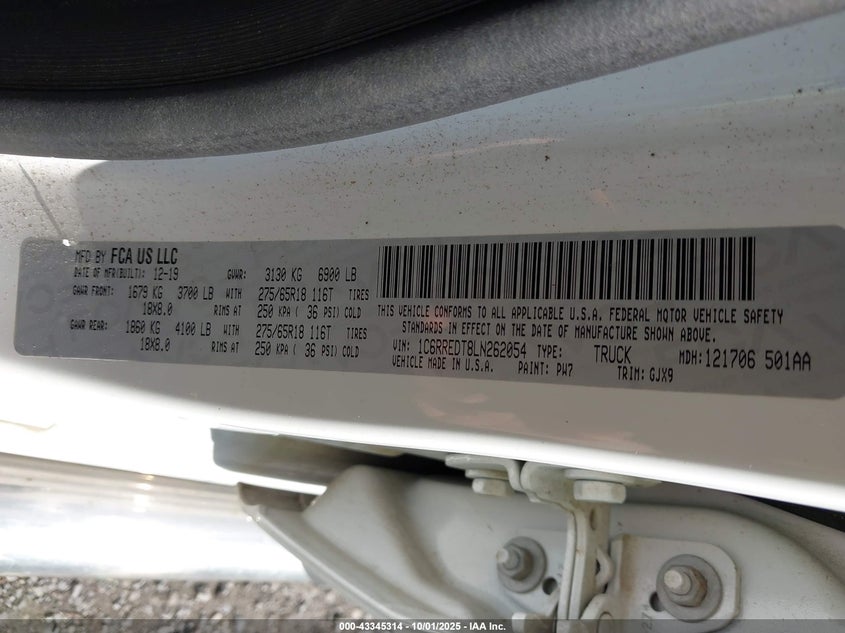 MFD BY FCA US LLC
DATE OF MFR(BUILT): 12-19 GVWR: 3130 KG 6900 LB
GAWR FRONT: 1679 KG 3700 LB WITH 275/65R18 116T TIRES
18X8.0 RIMS AT 250 KPA ( 36 PSI) COLD
GAWR REAR: 1860 KG 4100 LB WITH 275/65R18 116T TIRES
18X8.0 RIMS AT 250 KPA ( 36 PSI) COLD
THIS VEHICLE CONFORMS TO ALL APPLICABLE U.S.A. FEDERAL MOTOR VEHICLE SAFETY
STANDARDS IN EFFECT ON THE DATE OF MANUFACTURE SHOWN ABOVE.
VIN: 1C6RREDT8LN262054 TYPE: TRUCK MDH: 121706 501AA
VEHICLE MADE IN U.S.A. PAINT: PW7 TRIM: GJX9
000-43345314 - 10/01/2025 - IAA Inc.